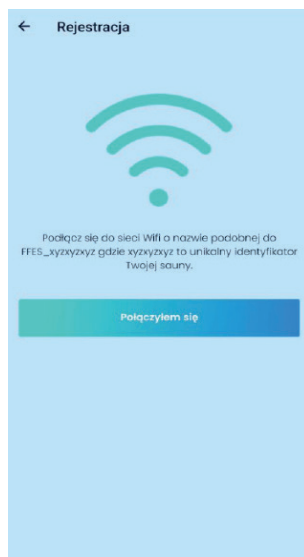 Rejestracja
Podłącz się do sieci Wifi o nazwie podobnej do
FFES_xyzxyzxyz gdzie xyzxyzxyz to unikalny identyfikator
Twojej sauny.
Połączyłem się